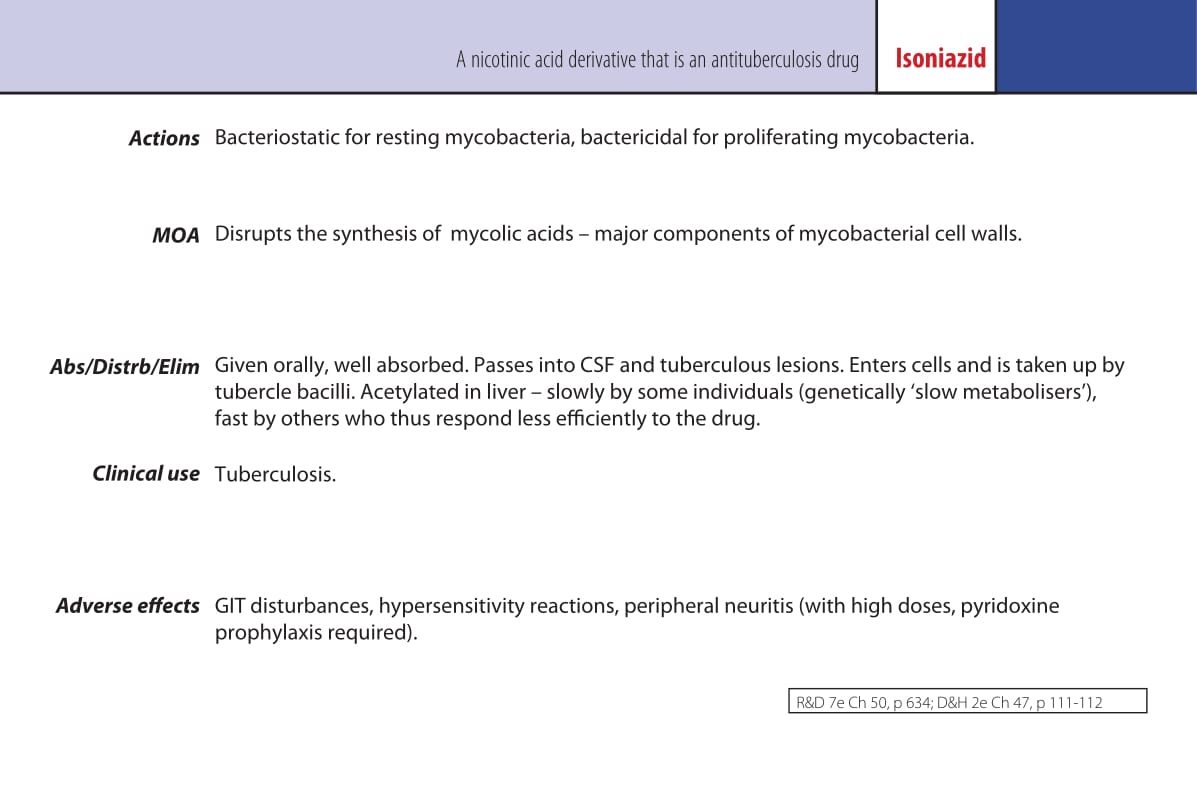 A nicotinic acid derivative that is an antituberculosis drug Isoniazid
Actions Bacteriostatic for resting mycobacteria, bactericidal for proliferating mycobacteria.
MOA Disrupts the synthesis of mycolic acids – major components of mycobacterial cell walls.
Abs/Distrb/Elim Given orally, well absorbed. Passes into CSF and tuberculous lesions. Enters cells and is taken up by
tubercle bacilli. Acetylated in liver – slowly by some individuals (genetically ‘slow metabolisers’),
fast by others who thus respond less efficiently to the drug.
Clinical use Tuberculosis.
Adverse effects GIT disturbances, hypersensitivity reactions, peripheral neuritis (with high doses, pyridoxine
prophylaxis required).
R&D 7e Ch 50, p 634; D&H 2e Ch 47, p 111-112